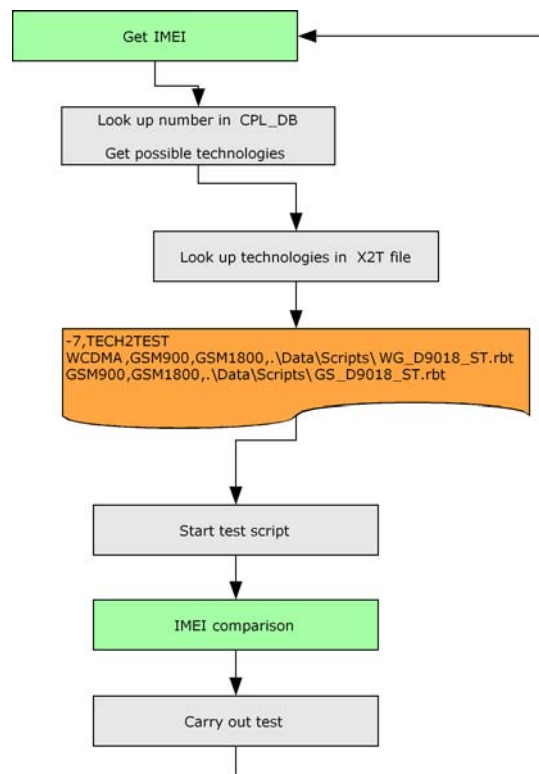 Get IMEI
Look up number in CPL_DB
Get possible technologies
Look up technologies in X2T file
-7,TECH2TEST
WCDMA,GSM900,GSM1800,.\Data\Scripts\ WG_D9018_ST.rbt
GSM900,GSM1800,.\Data\Scripts\ GS_D9018_ST.rbt
Start test script
IMEI comparison
Carry out test